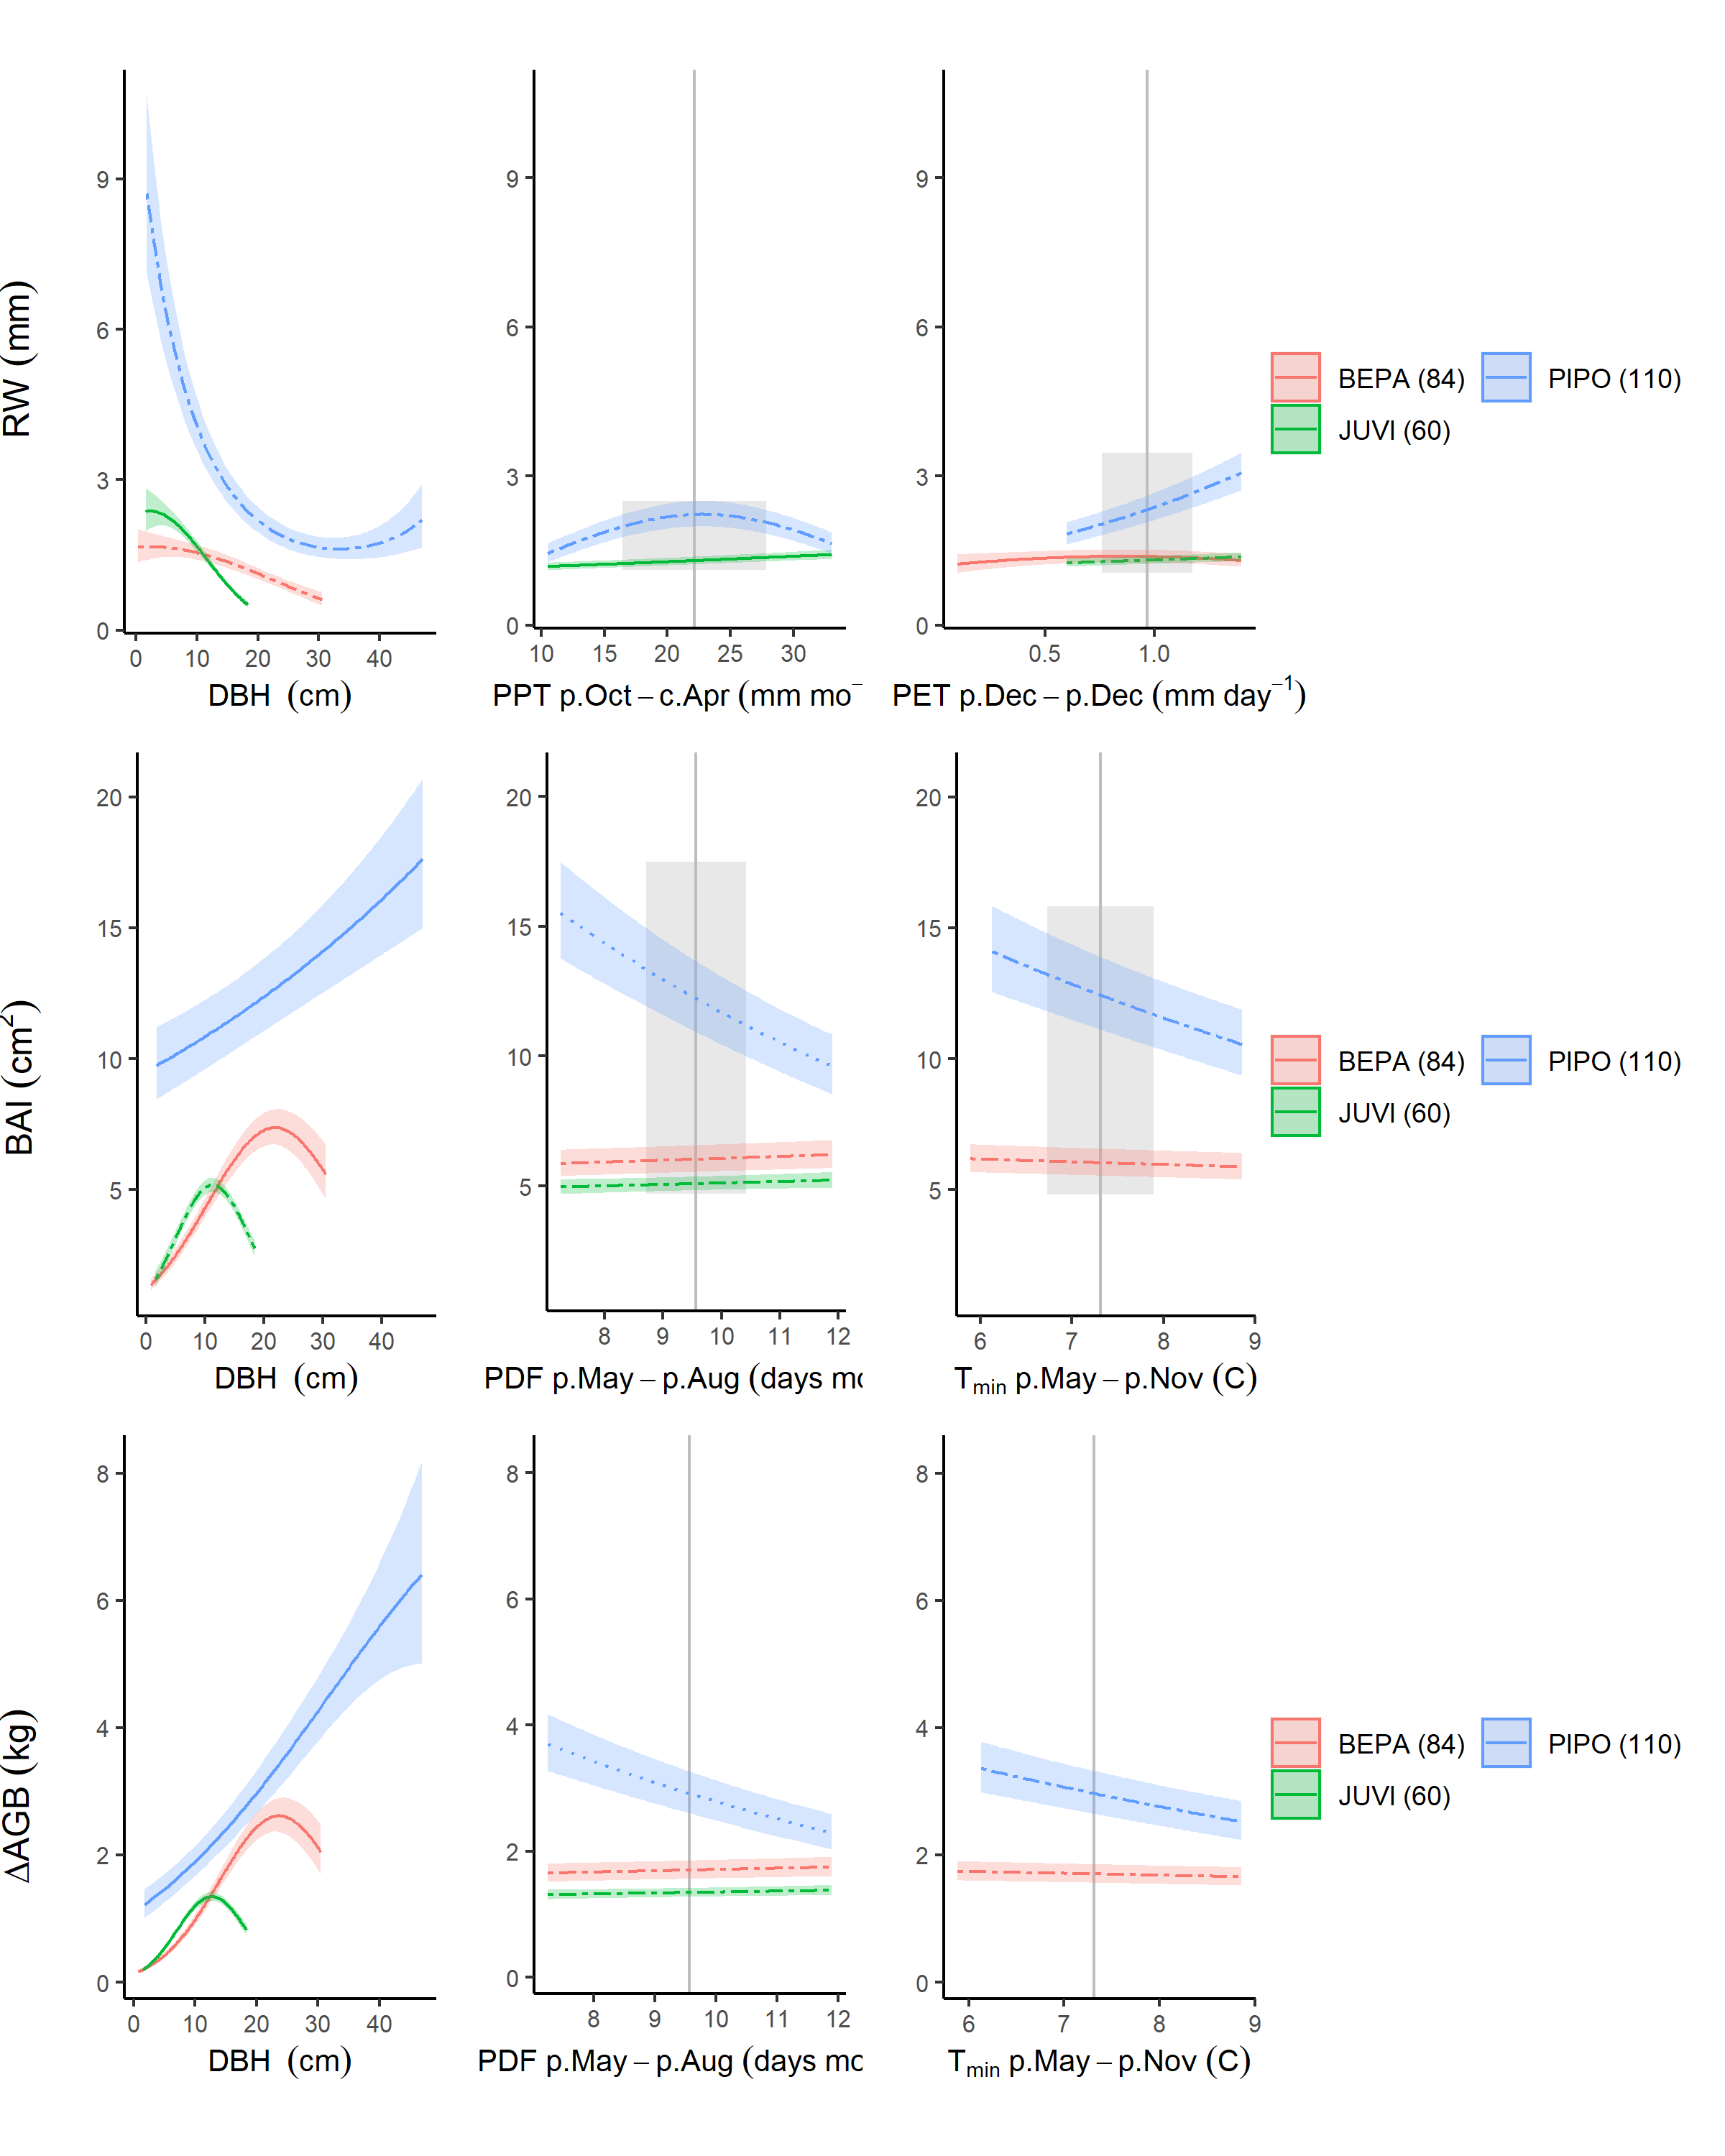 RW (mm)
9
6
3
0
0 10 20 30 40
DBH (cm)
9
6
3
0
10 15 20 25 30
PPT p.Oct – c.Apr (mm mo⁻
9
6
3
0
0.5 1.0
PET p.Dec – p.Dec (mm day⁻¹)
BEPA (84) PIPO (110)
JUVI (60)
BAI (cm²)
20
15
10
5
0 10 20 30 40
DBH (cm)
20
15
10
5
8 9 10 11 12
PDF p.May – p.Aug (days mo
20
15
10
5
6 7 8 9
Tmin p.May – p.Nov (C)
BEPA (84) PIPO (110)
JUVI (60)
ΔAGB (kg)
8
6
4
2
0
0 10 20 30 40
DBH (cm)
8
6
4
2
0
8 9 10 11 12
PDF p.May – p.Aug (days mo
8
6
4
2
0
6 7 8 9
Tmin p.May – p.Nov (C)
BEPA (84) PIPO (110)
JUVI (60)